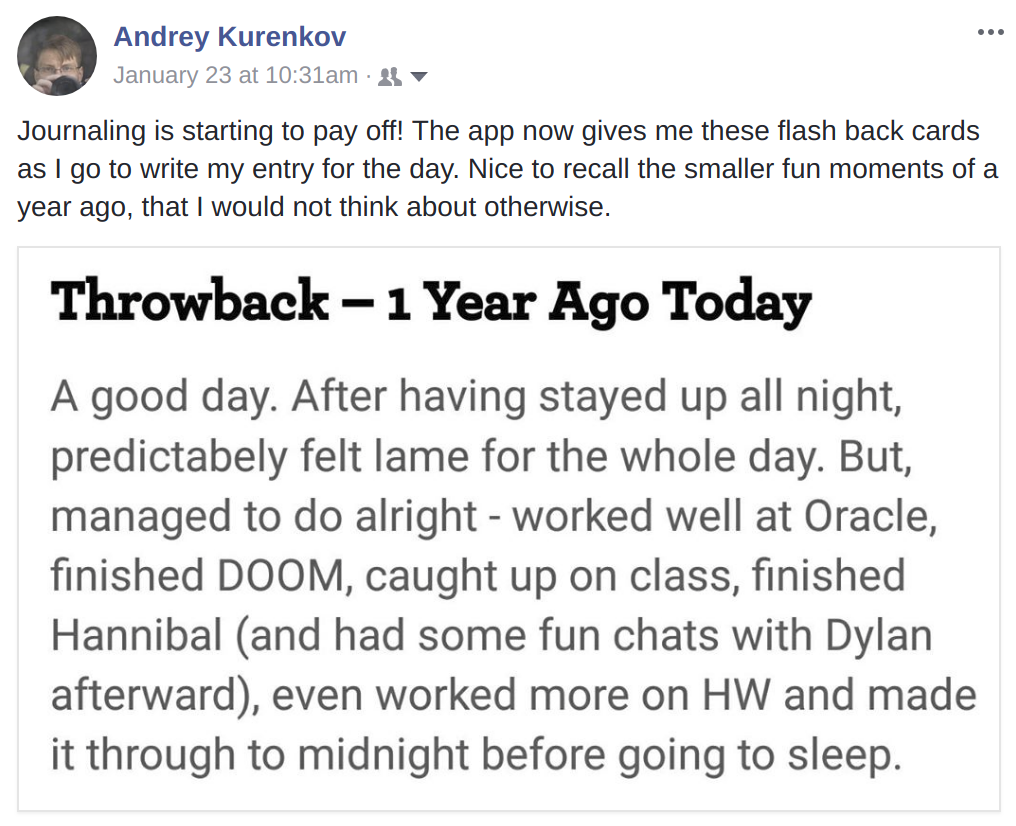 Andrey Kurenkov
January 23 at 10:31am ·
Journaling is starting to pay off! The app now gives me these flash back cards
as I go to write my entry for the day. Nice to recall the smaller fun moments of a
year ago, that I would not think about otherwise.
Throwback – 1 Year Ago Today
A good day. After having stayed up all night,
predictabely felt lame for the whole day. But,
managed to do alright - worked well at Oracle,
finished DOOM, caught up on class, finished
Hannibal (and had some fun chats with Dylan
afterward), even worked more on HW and made
it through to midnight before going to sleep.